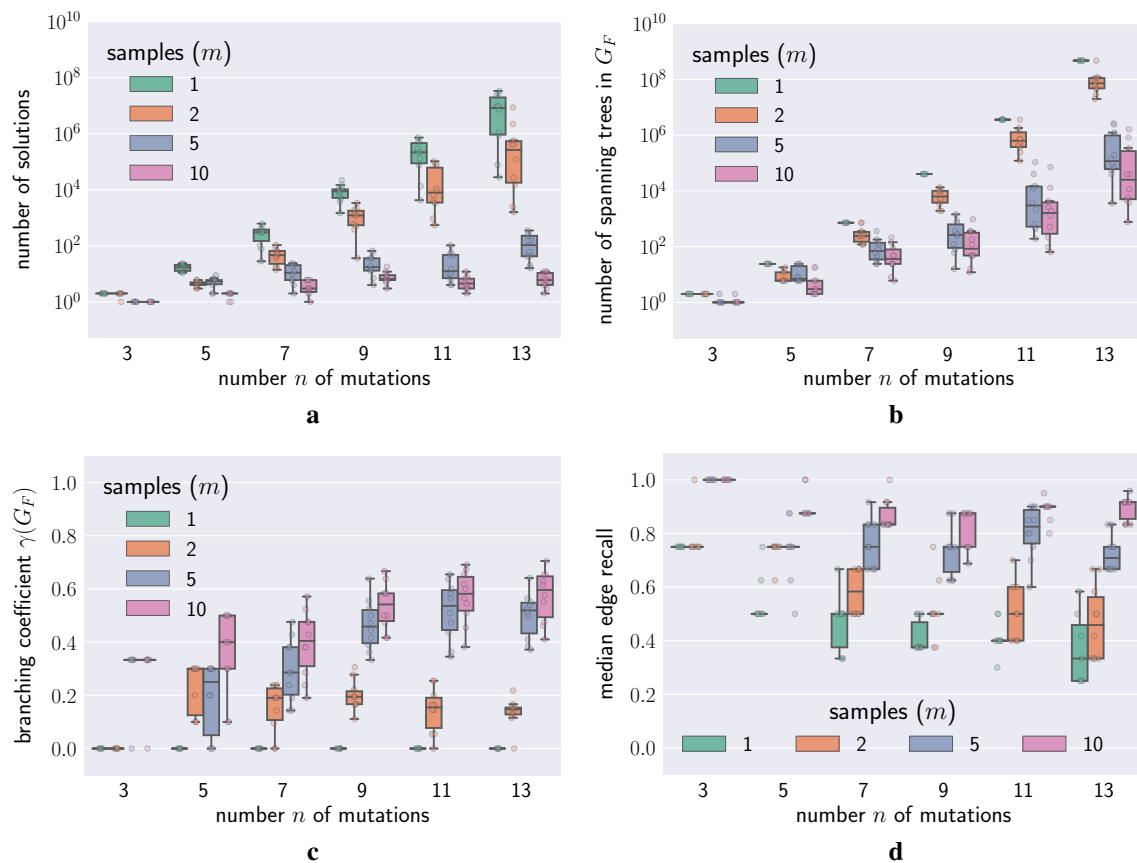 10^10
10^8
10^6
10^4
10^2
10^0
number of solutions
samples (m)
1
2
5
10
3 5 7 9 11 13
number n of mutations
a
10^10
10^8
10^6
10^4
10^2
10^0
number of spanning trees in G_F
samples (m)
1
2
5
10
3 5 7 9 11 13
number n of mutations
b
1.0
0.8
0.6
0.4
0.2
0.0
branching coefficient γ(G_F)
samples (m)
1
2
5
10
3 5 7 9 11 13
number n of mutations
c
1.0
0.8
0.6
0.4
0.2
0.0
median edge recall
samples (m)
1 2 5 10
3 5 7 9 11 13
number n of mutations
d